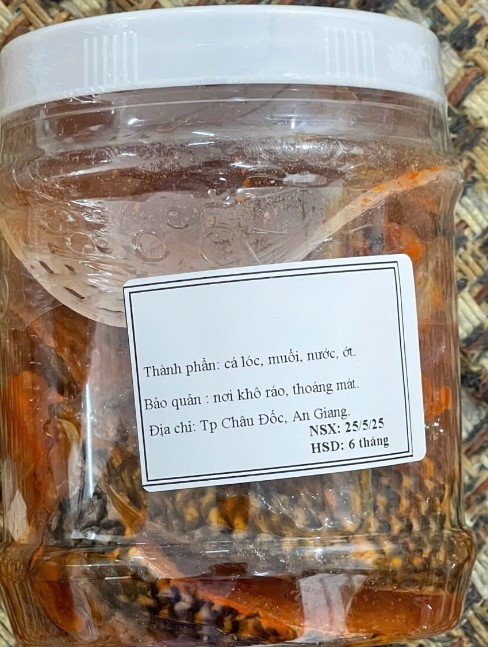 Thành phần: cá lóc, muối, nước, ớt.
Bảo quản : nơi khô ráo, thoáng mát.
Địa chỉ: Tp Châu Đốc, An Giang.
NSX: 25/5/25
HSD: 6 tháng